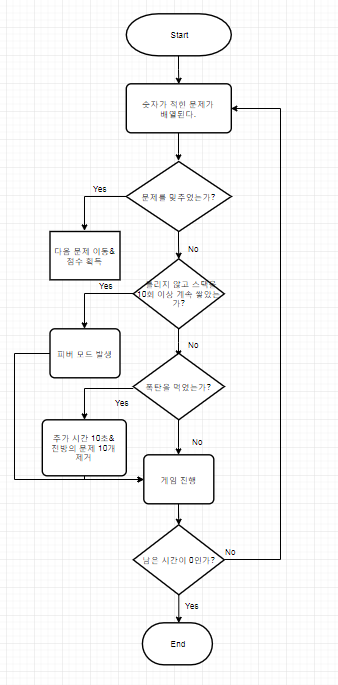 Start
숫자가 적힌 문제가
배열된다.
문제를 맞추었는가?
Yes
No
다음 문제 이동&
점수 획득
틀리지 않고 스택을
10회 이상 계속 쌓았는
가?
Yes
No
피버 모드 발생
폭탄을 먹었는가?
Yes
No
추가 시간 10초&
전방의 문제 10개
제거
게임 진행
남은 시간이 0인가?
No
Yes
End